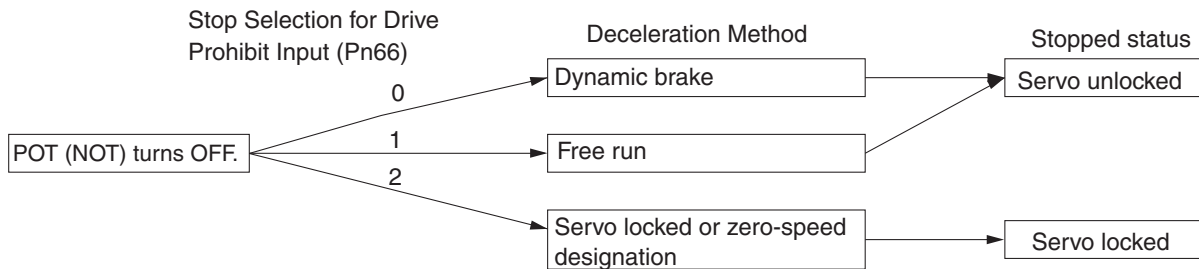 Stop Selection for Drive
Prohibit Input (Pn66)
Deceleration Method
Stopped status
0
Dynamic brake
Servo unlocked
POT (NOT) turns OFF.
1
Free run
2
Servo locked or zero-speed
designation
Servo locked